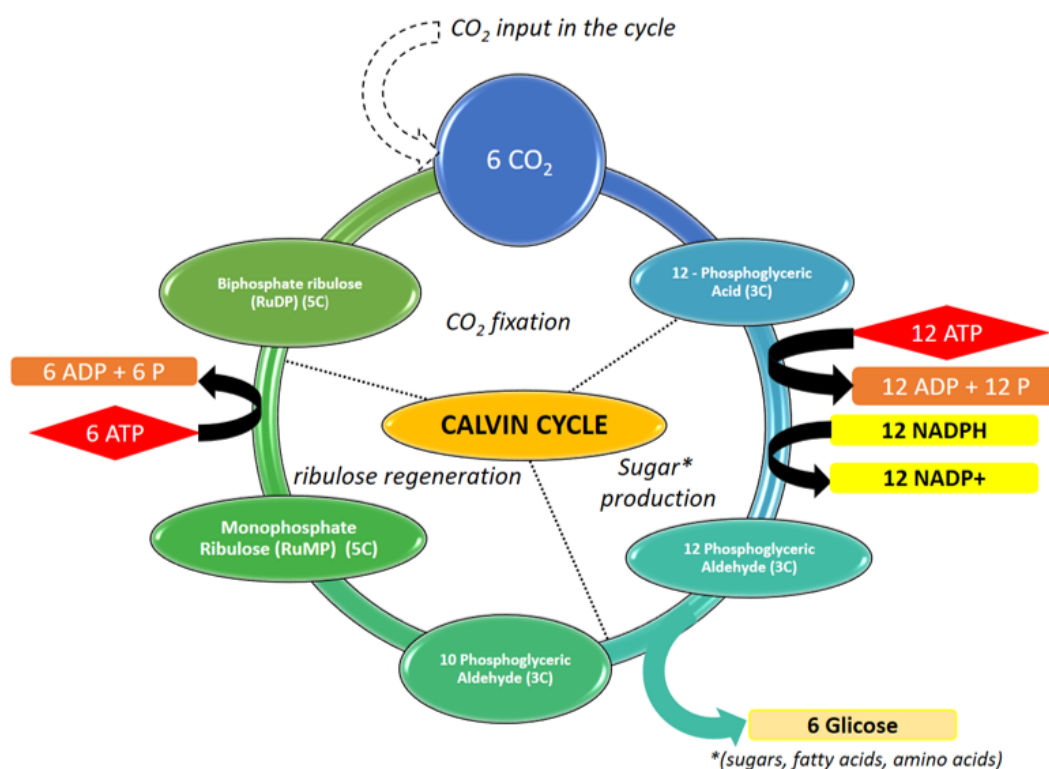 CO₂ input in the cycle
6 CO₂
12 - Phosphoglyceric
Acid (3C)
Biphosphate ribulose
(RuDP) (5C)
CO₂ fixation
12 ATP
12 ADP + 12 P
6 ADP + 6 P
6 ATP
CALVIN CYCLE
12 NADPH
12 NADP+
ribulose regeneration
Sugar*
production
Monophosphate
Ribulose (RuMP) (5C)
12 Phosphoglyceric
Aldehyde (3C)
10 Phosphoglyceric
Aldehyde (3C)
6 Glicose
*(sugars, fatty acids, amino acids)